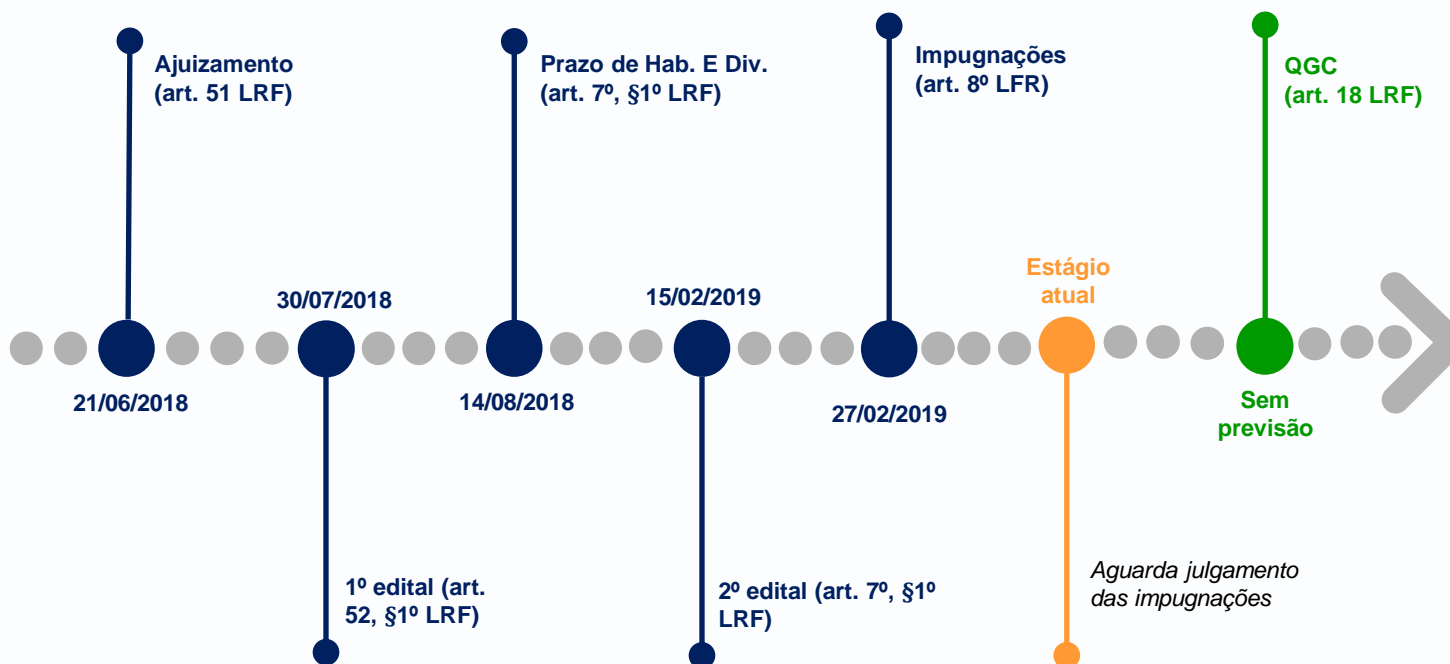 Ajuizamento
(art. 51 LRF)
21/06/2018
30/07/2018
1º edital (art.
52, §1º LRF)
Prazo de Hab. E Div.
(art. 7º, §1º LRF)
14/08/2018
15/02/2019
2º edital (art. 7º, §1º
LRF)
Impugnações
(art. 8º LFR)
27/02/2019
Estágio
atual
Aguarda julgamento
das impugnações
QGC
(art. 18 LRF)
Sem
previsão